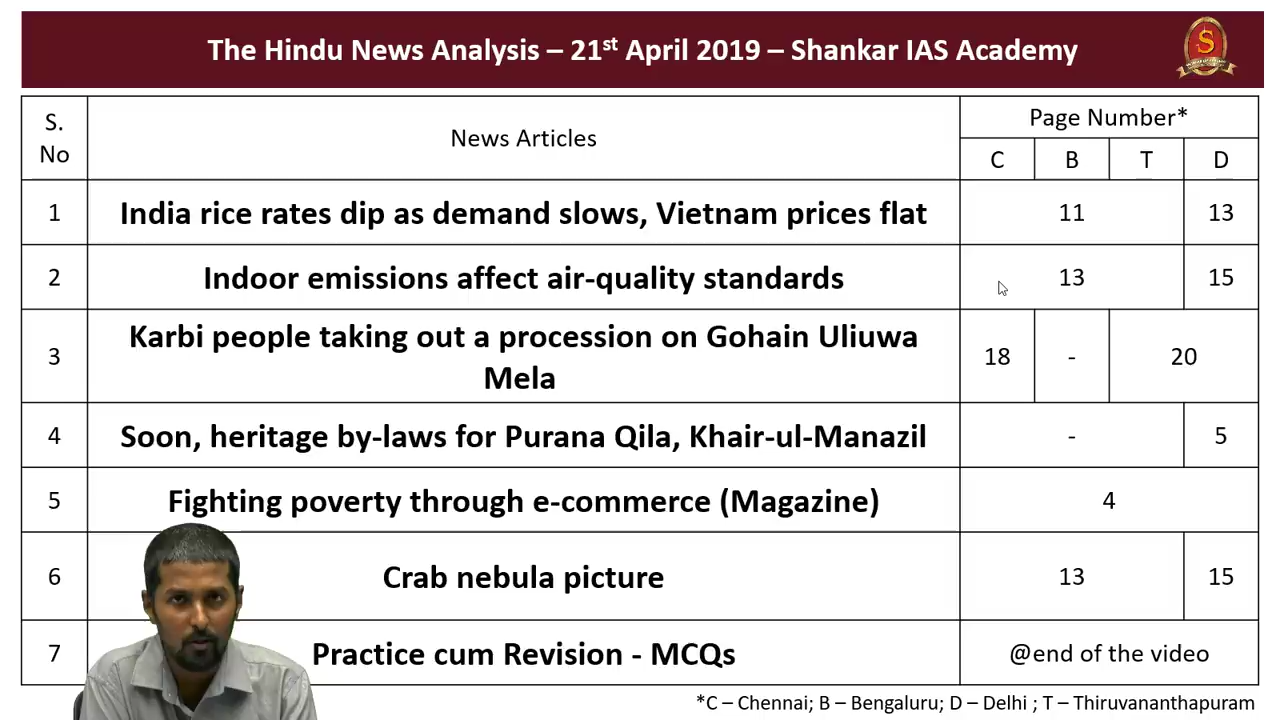 The Hindu News Analysis – 21st April 2019 – Shankar IAS Academy
S
S. No
News Articles
Page Number*
C B T D
1 India rice rates dip as demand slows, Vietnam prices flat 11 13
2 Indoor emissions affect air-quality standards 13 15
3 Karbi people taking out a procession on Gohain Uliuwa
Mela 18 - 20
4 Soon, heritage by-laws for Purana Qila, Khair-ul-Manazil - 5
5 Fighting poverty through e-commerce (Magazine) 4
6 Crab nebula picture 13 15
7 Practice cum Revision - MCQs @end of the video
*C – Chennai; B – Bengaluru; D – Delhi ; T – Thiruvananthapuram